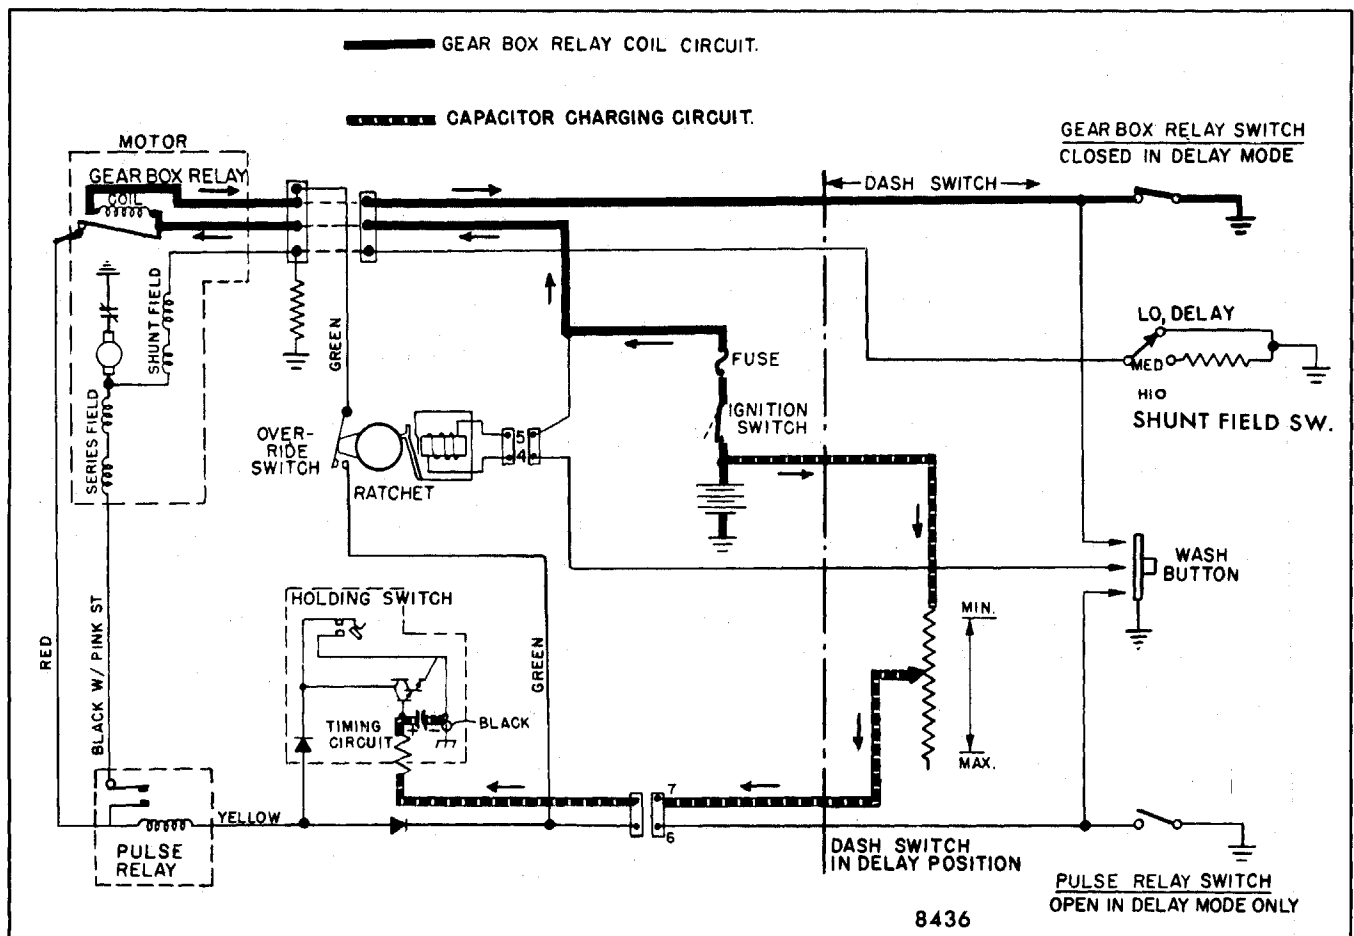 GEAR BOX RELAY COIL CIRCUIT.
CAPACITOR CHARGING CIRCUIT.
MOTOR
GEAR BOX RELAY
COIL
GEAR BOX RELAY SWITCH
CLOSED IN DELAY MODE
DASH SWITCH
SHUNT FIELD
SERIES FIELD
GREEN
FUSE
IGNITION
SWITCH
LO, DELAY
MED
HI
SHUNT FIELD SW.
OVER-
RIDE
SWITCH
RATCHET
5
4
WASH
BUTTON
HOLDING SWITCH
TIMING
CIRCUIT
+
BLACK
GREEN
MIN.
MAX.
RED
BLACK W/ PINK ST
YELLOW
PULSE
RELAY
7
6
DASH SWITCH
IN DELAY POSITION
PULSE RELAY SWITCH
OPEN IN DELAY MODE ONLY
8436